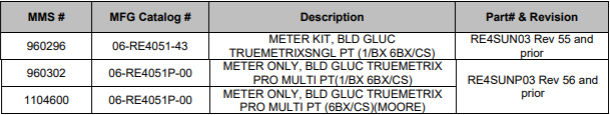 MMS # MFG Catalog # Description Part# & Revision
960296 06-RE4051-43 METER KIT, BLD GLUC TRUEMETRIXSNGL PT (1/BX 6BX/CS) RE4SUN03 Rev 55 and prior
960302 06-RE4051P-00 METER ONLY, BLD GLUC TRUEMETRIX PRO MULTI PT(1/BX 6BX/CS) RE4SUNP03 Rev 56 and prior
1104600 06-RE4051P-00 METER ONLY, BLD GLUC TRUEMETRIX PRO MULTI PT (6BX/CS)(MOORE)